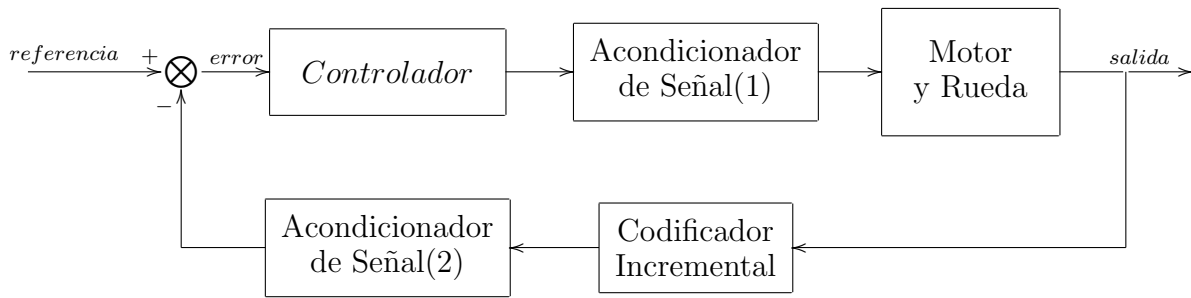 referencia
+
error
Controlador
Acondicionador
de Señal(1)
Motor
y Rueda
salida
−
Acondicionador
de Señal(2)
Codificador
Incremental